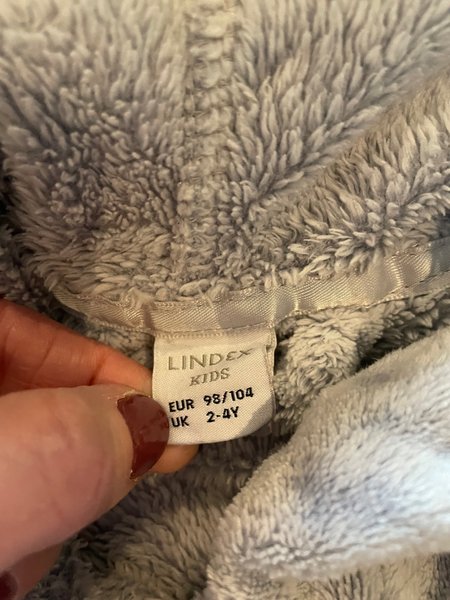 LINDEX
KIDS
EUR 98/104
UK 2-4Y